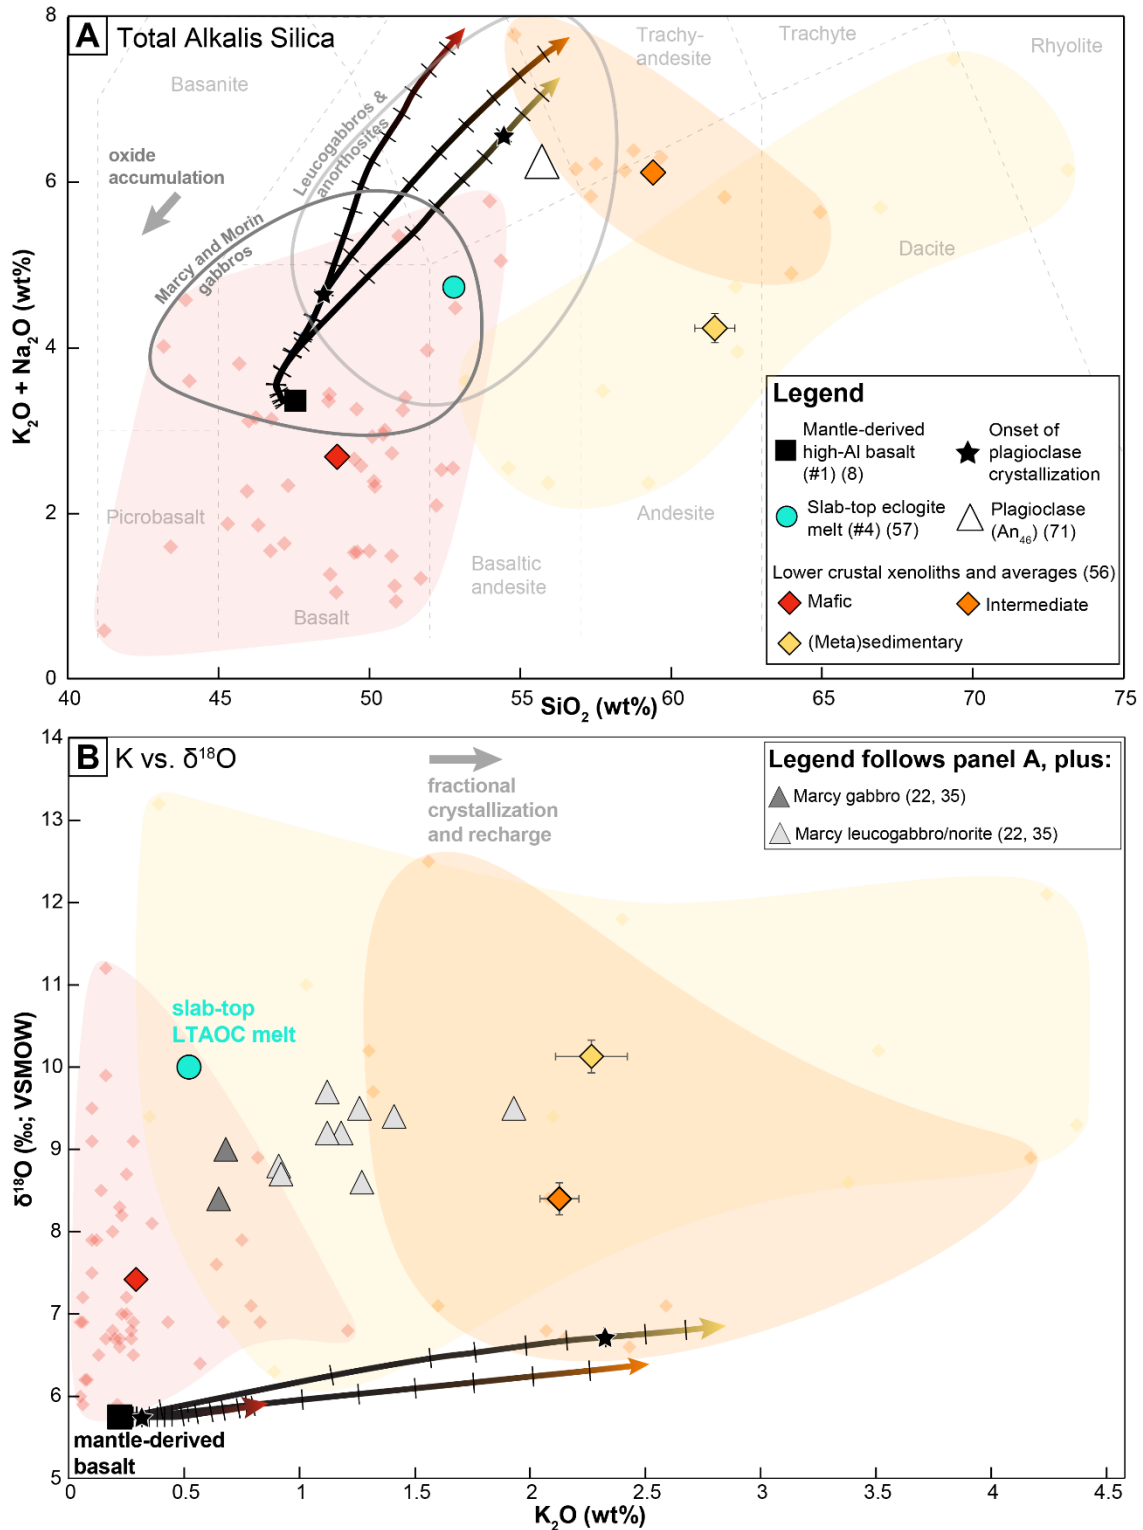 A Total Alkalis Silica
8
6
4
2
0
K₂O + Na₂O (wt%)
Basanite
Trachy-
andesite
Trachyte
Rhyolite
oxide
accumulation
Leucogabbros &
anorthosites
Marcy and Morin
gabbros
Dacite
Picrobasalt
Basalt
Basaltic
andesite
Andesite
Legend
Mantle-derived
high-Al basalt
(#1) (8)
Onset of
plagioclase
crystallization
Slab-top eclogite
melt (#4) (57)
Plagioclase
(An₄₆) (71)
Lower crustal xenoliths and averages (56)
Mafic
Intermediate
(Meta)sedimentary
40 45 50 55 60 65 70 75
SiO₂ (wt%)
B K vs. δ¹⁸O
14
13
12
11
10
9
8
7
6
5
δ¹⁸O (‰; VSMOW)
fractional
crystallization
and recharge
Legend follows panel A, plus:
Marcy gabbro (22, 35)
Marcy leucogabbro/norite (22, 35)
slab-top
LTAOC melt
mantle-derived
basalt
0 0.5 1 1.5 2 2.5 3 3.5 4 4.5
K₂O (wt%)